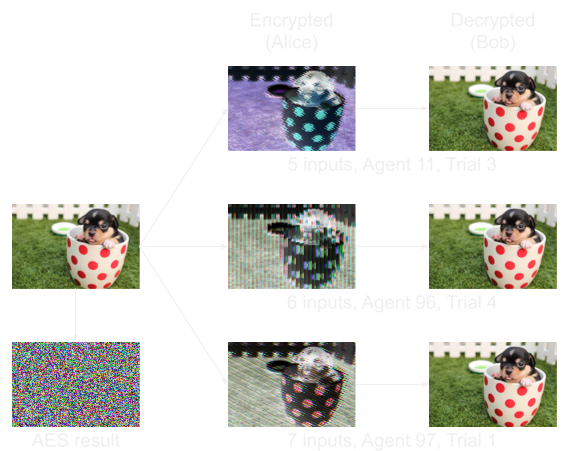 Encrypted
(Alice)
Decrypted
(Bob)
5 inputs, Agent 11, Trial 3
6 inputs, Agent 96, Trial 4
AES result
7 inputs, Agent 97, Trial 1